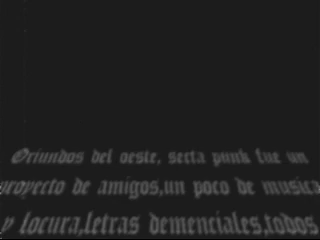 Oriundos del oeste, secta punk fue un
proyecto de amigos,un poco de musica
y locura,letras demenciales,todos